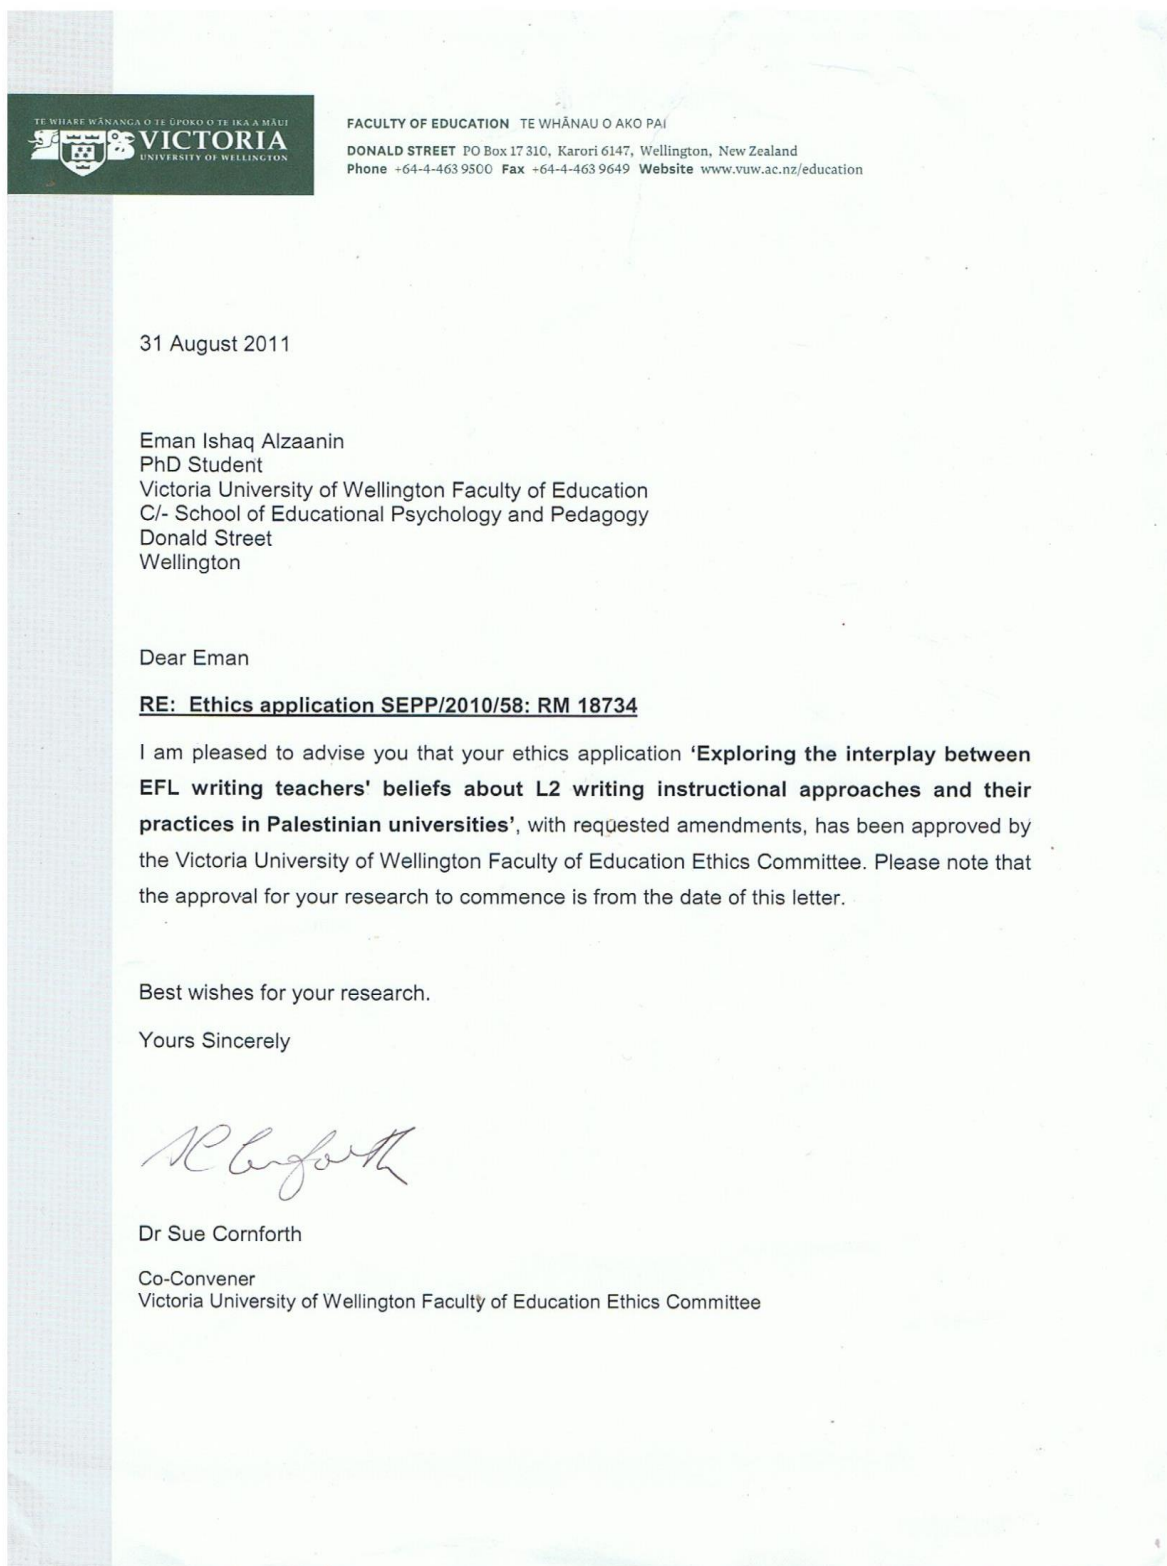 TE WHARE WĀNANGA O TE ŪPOKO O TE IKA A MĀUI
VICTORIA
UNIVERSITY OF WELLINGTON
FACULTY OF EDUCATION TE WHĀNAU O AKO PAI
DONALD STREET PO Box 17 310, Karori 6147, Wellington, New Zealand
Phone +64-4-463 9500 Fax +64-4-463 9649 Website www.vuw.ac.nz/education
31 August 2011
Eman Ishaq Alzaanin
PhD Student
Victoria University of Wellington Faculty of Education
C/- School of Educational Psychology and Pedagogy
Donald Street
Wellington
Dear Eman
RE: Ethics application SEPP/2010/58: RM 18734
I am pleased to advise you that your ethics application ‘Exploring the interplay between
EFL writing teachers' beliefs about L2 writing instructional approaches and their
practices in Palestinian universities’, with requested amendments, has been approved by
the Victoria University of Wellington Faculty of Education Ethics Committee. Please note that
the approval for your research to commence is from the date of this letter.
Best wishes for your research.
Yours Sincerely
Dr Sue Cornforth
Co-Convener
Victoria University of Wellington Faculty of Education Ethics Committee